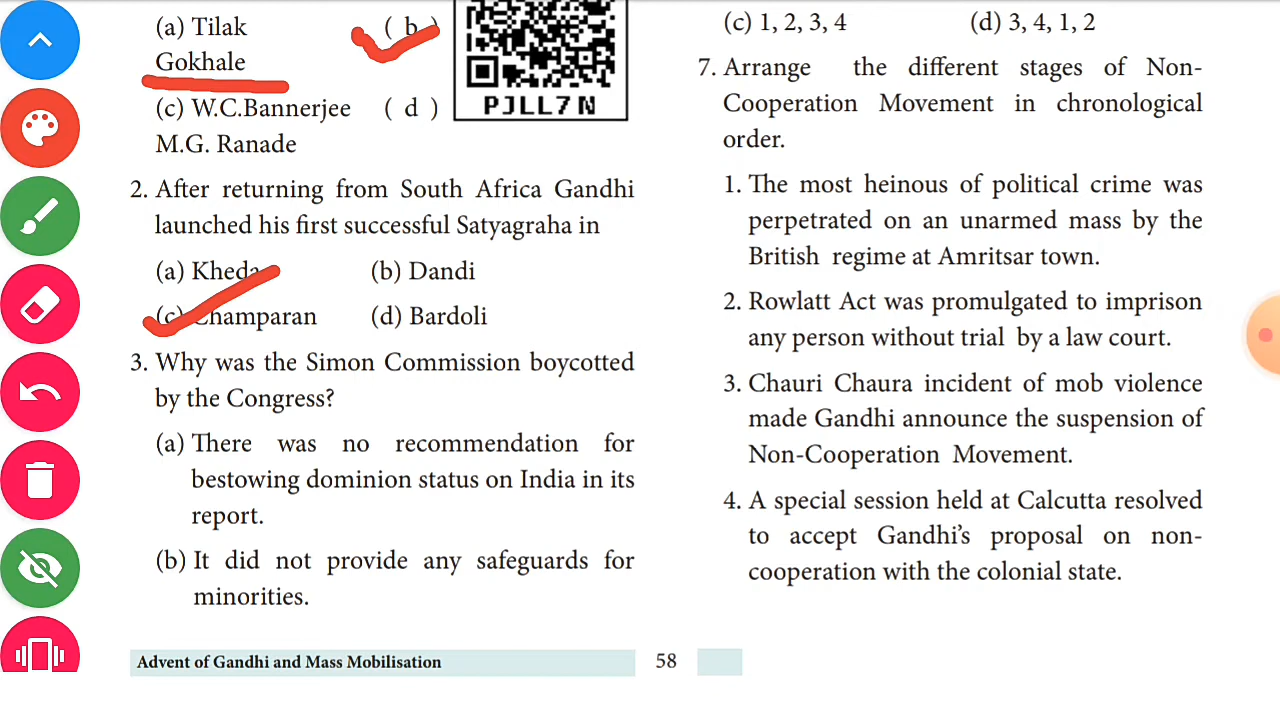 (a) Tilak ( b )
Gokhale
(c) W.C.Bannerjee ( d )
M.G. Ranade
PJLL7N
2. After returning from South Africa Gandhi
launched his first successful Satyagraha in
(a) Kheda (b) Dandi
(c) Champaran (d) Bardoli
3. Why was the Simon Commission boycotted
by the Congress?
(a) There was no recommendation for
bestowing dominion status on India in its
report.
(b) It did not provide any safeguards for
minorities.
(c) 1, 2, 3, 4 (d) 3, 4, 1, 2
7. Arrange the different stages of Non-
Cooperation Movement in chronological
order.
1. The most heinous of political crime was
perpetrated on an unarmed mass by the
British regime at Amritsar town.
2. Rowlatt Act was promulgated to imprison
any person without trial by a law court.
3. Chauri Chaura incident of mob violence
made Gandhi announce the suspension of
Non-Cooperation Movement.
4. A special session held at Calcutta resolved
to accept Gandhi’s proposal on non-
cooperation with the colonial state.
Advent of Gandhi and Mass Mobilisation 58